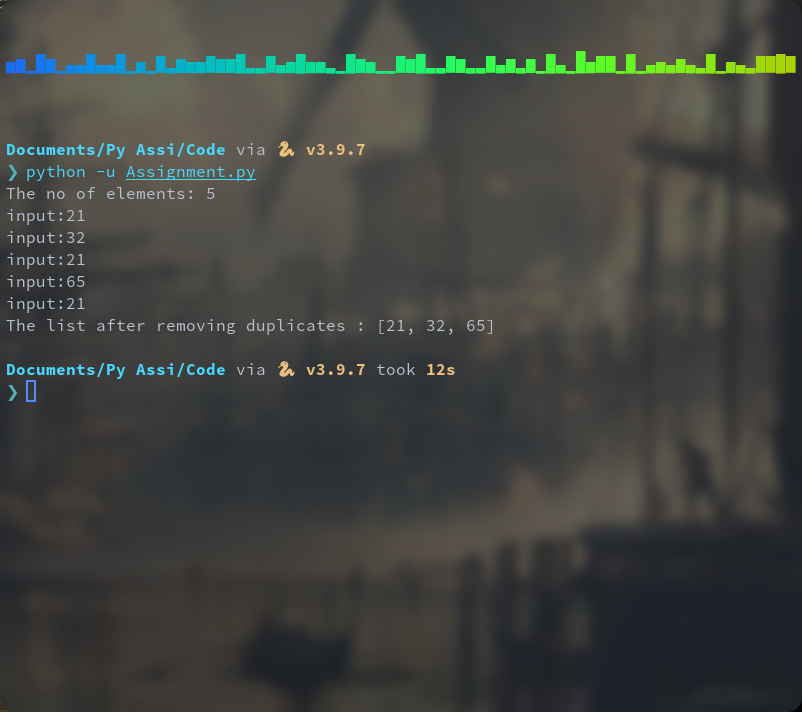 Documents/Py Assi/Code via 🐍 v3.9.7
❯ python -u Assignment.py
The no of elements: 5
input:21
input:32
input:21
input:65
input:21
The list after removing duplicates : [21, 32, 65]
Documents/Py Assi/Code via 🐍 v3.9.7 took 12s
❯